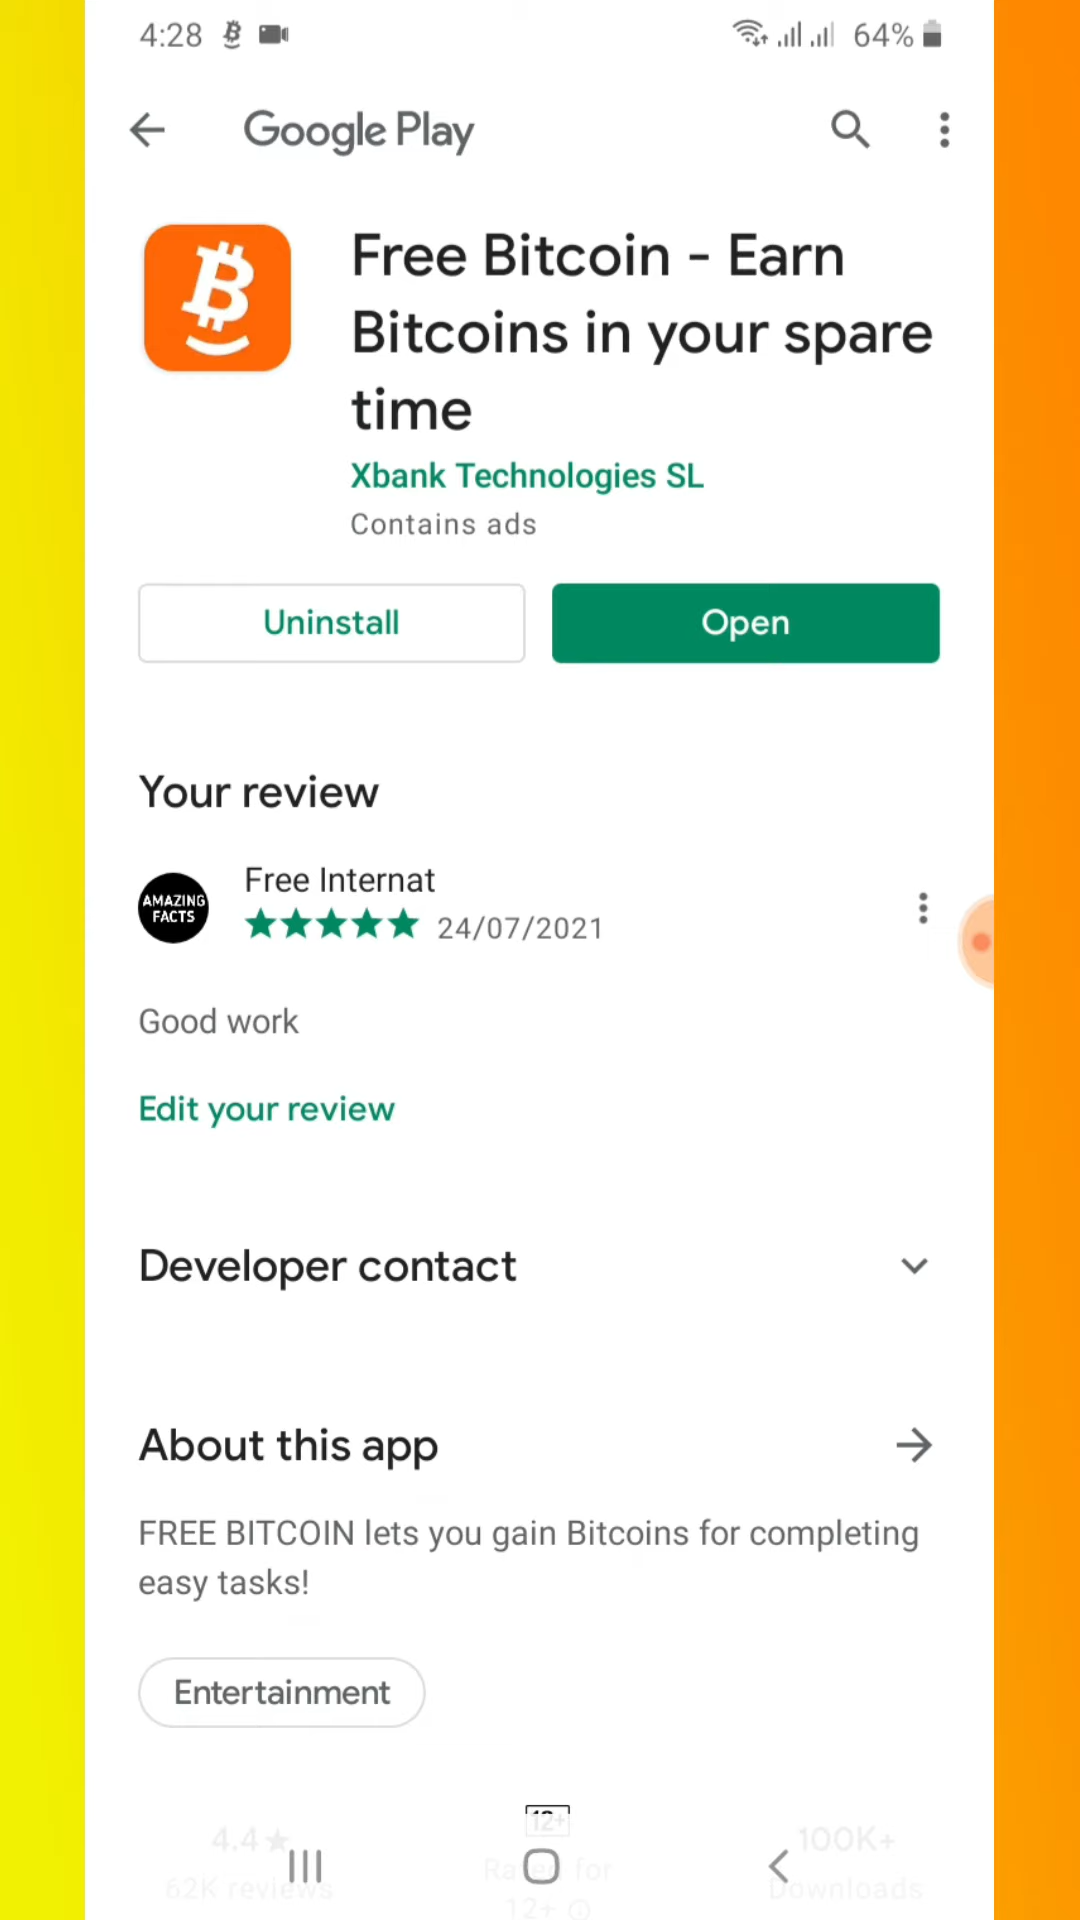 4:28
64%
Google Play
Free Bitcoin - Earn
Bitcoins in your spare
time
Xbank Technologies SL
Contains ads
Uninstall
Open
Your review
AMAZING
FACTS
Free Internat
24/07/2021
Good work
Edit your review
Developer contact
About this app
FREE BITCOIN lets you gain Bitcoins for completing
easy tasks!
Entertainment
4.4★
12+
100K+
62K reviews
Rated for
12+
Downloads